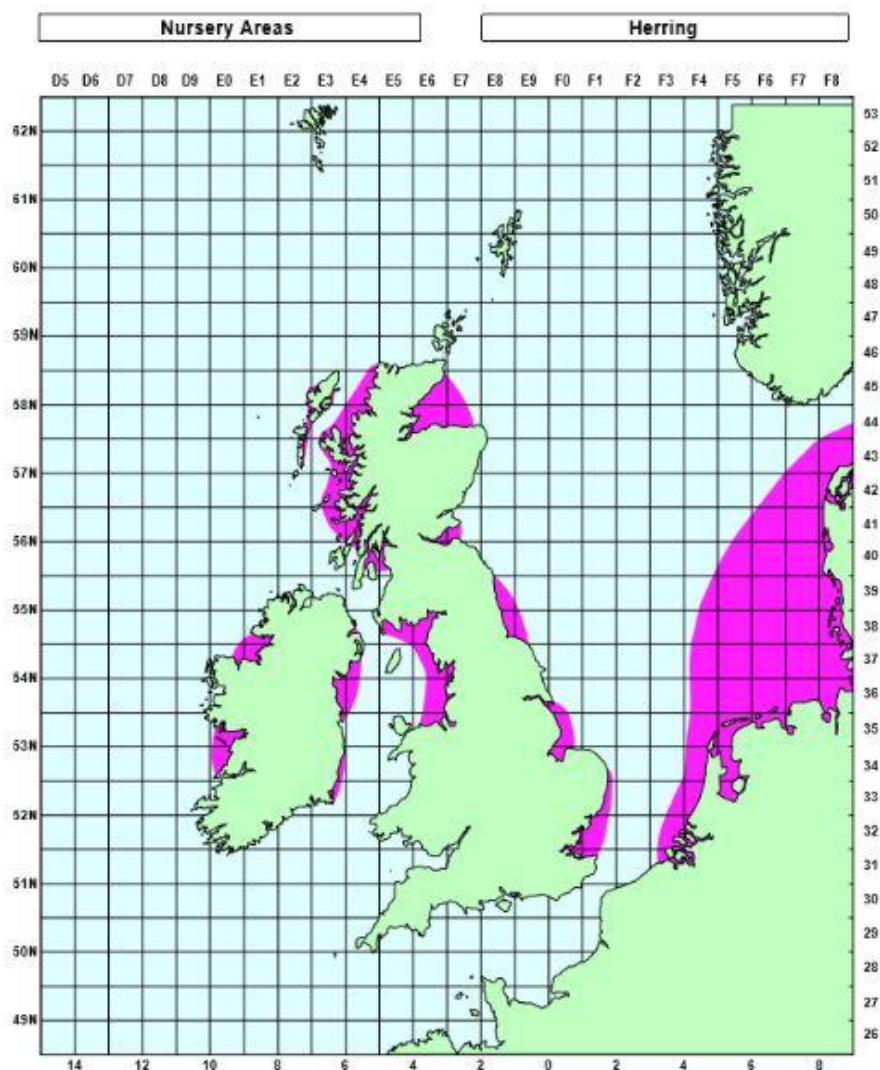 Nursery Areas Herring
D5 D6 D7 D8 D9 E0 E1 E2 E3 E4 E5 E6 E7 E8 E9 F0 F1 F2 F3 F4 F5 F6 F7 F8
53
62N
52
51
61N
50
60N
49
48
59N
47
46
58N
45
44
57N
43
42
56N
41
40
55N
39
38
54N
37
36
53N
35
34
52N
33
32
51N
31
30
50N
29
28
49N
27
26
14 12 10 8 6 4 2 0 2 4 6 8